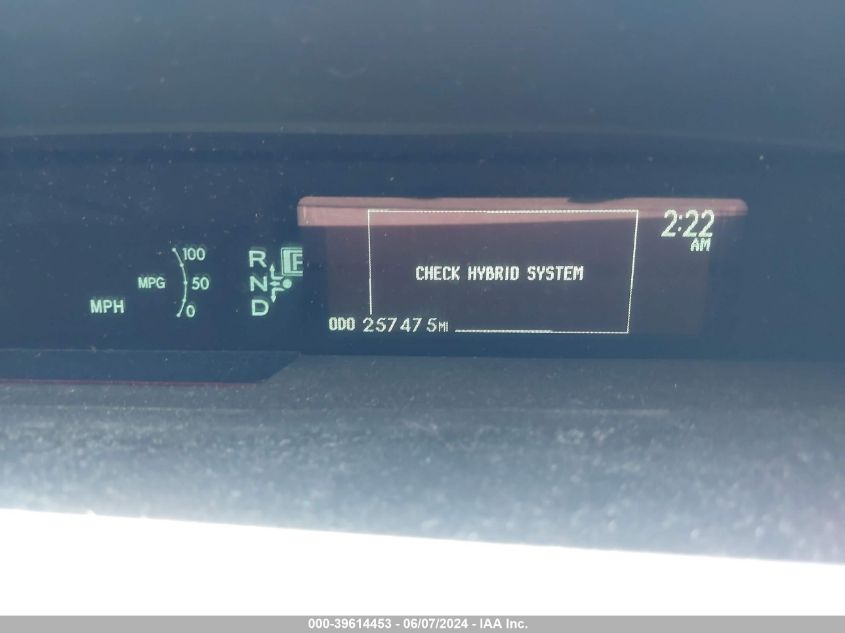 2:22
AM
100
R P
CHECK HYBRID SYSTEM
MPG 50 N
MPH
0 D
ODO 257475MI
000-39614453 - 06/07/2024 - IAA Inc.